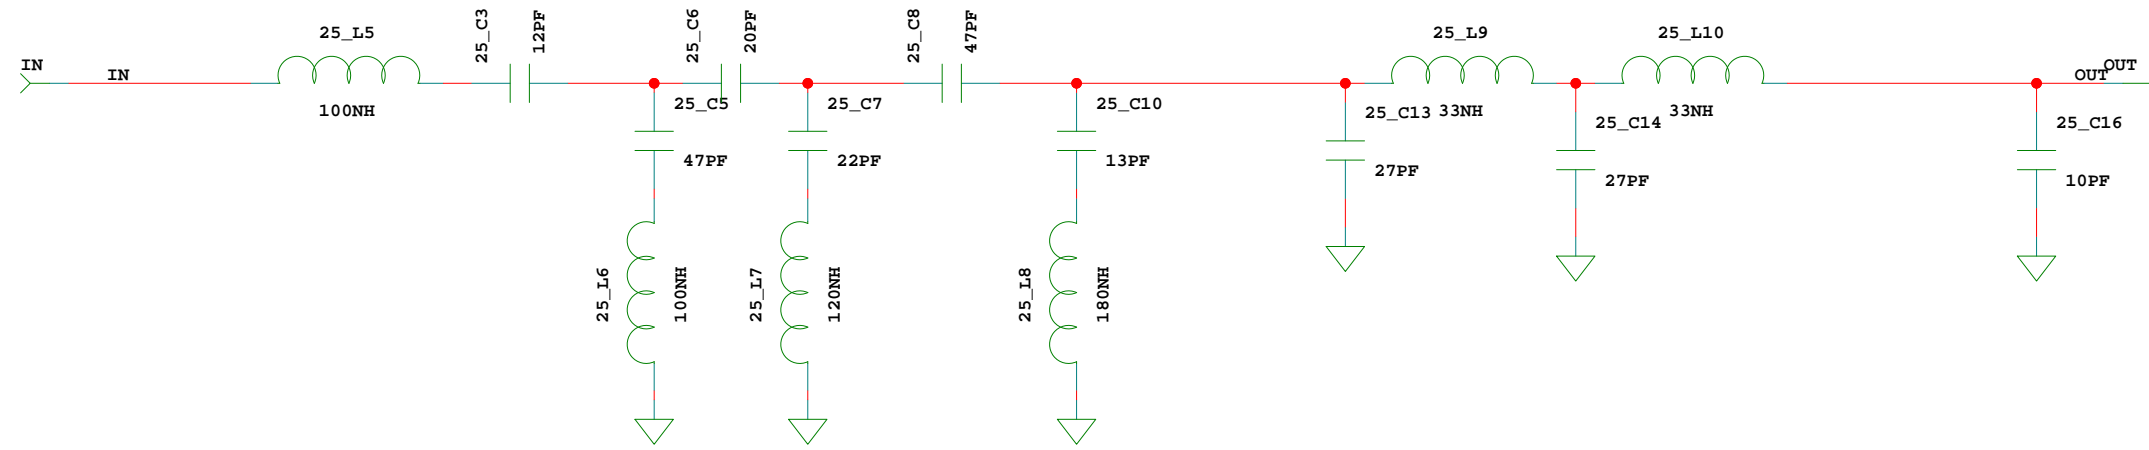 IN
IN
25_L5
100NH
25_C3
12PF
25_C6
20PF
25_C5
47PF
25_L6
100NH
25_C7
22PF
25_L7
120NH
25_C8
47PF
25_C10
13PF
25_L8
180NH
25_C13
27PF
25_L9
33NH
25_C14
27PF
25_L10
33NH
25_C16
10PF
OUT
OUT